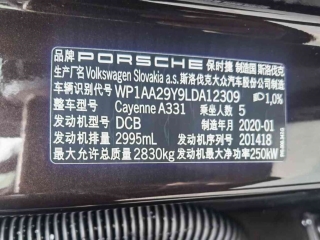 品牌 PORSCHE 保时捷 制造国 斯洛伐克
生产厂名 Volkswagen Slovakia a.s. 斯洛伐克大众汽车股份公司
车辆识别代号 WP1AA29Y9LDA12309 1,0%
整车型号 Cayenne A331 乘坐人数 5
发动机型号 DCB 制造年月 2020-01
发动机排量 2995mL 发动机序列号 201418
最大允许总质量 2830kg 发动机最大净功率 250kW